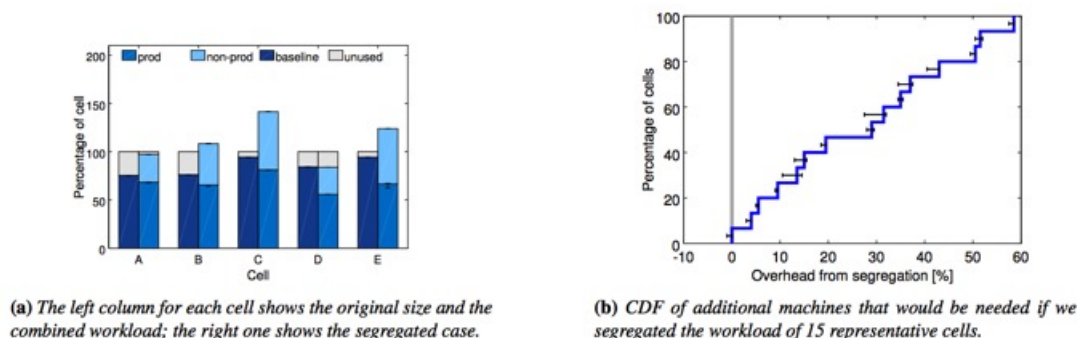 200
150
100
50
0
prod non-prod baseline unused
Percentage of cell
A B C D E
Cell
(a) The left column for each cell shows the original size and the
combined workload; the right one shows the segregated case.
100
80
60
40
20
0
Percentage of cells
-10 0 10 20 30 40 50 60
Overhead from segregation [%]
(b) CDF of additional machines that would be needed if we
segregated the workload of 15 representative cells.